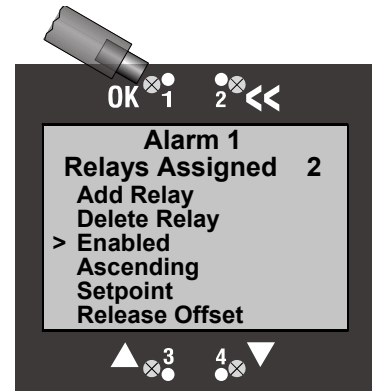 OK 1 2 <<
Alarm 1
Relays Assigned 2
Add Relay
Delete Relay
> Enabled
Ascending
Setpoint
Release Offset
3 4